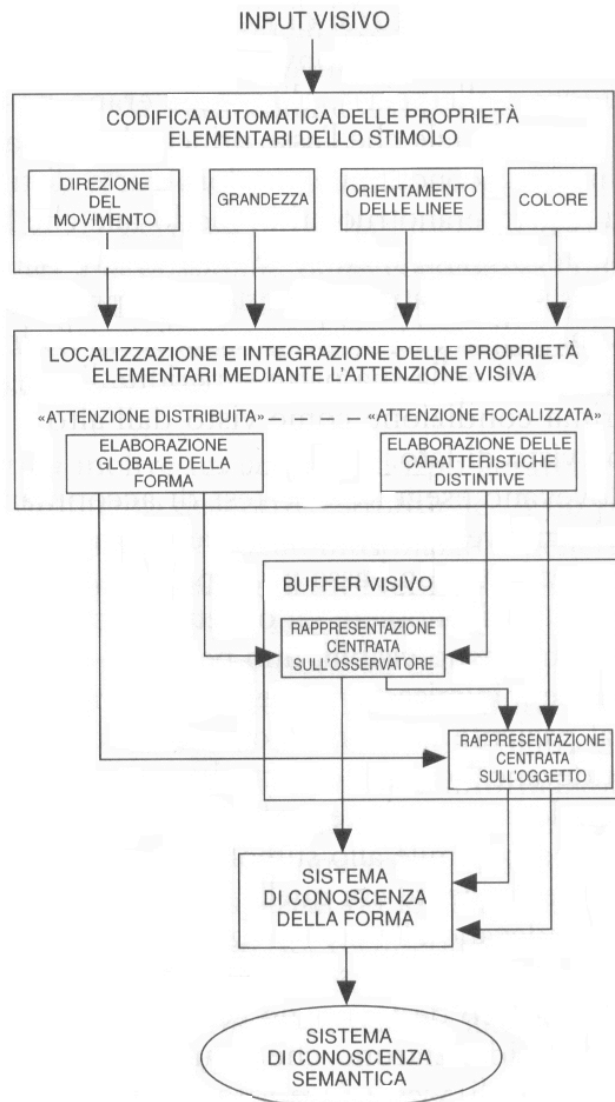 INPUT VISIVO
CODIFICA AUTOMATICA DELLE PROPRIETÀ
ELEMENTARI DELLO STIMOLO
DIREZIONE
DEL
MOVIMENTO
GRANDEZZA
ORIENTAMENTO
DELLE LINEE
COLORE
LOCALIZZAZIONE E INTEGRAZIONE DELLE PROPRIETÀ
ELEMENTARI MEDIANTE L'ATTENZIONE VISIVA
«ATTENZIONE DISTRIBUITA» – – – – «ATTENZIONE FOCALIZZATA»
ELABORAZIONE
GLOBALE DELLA
FORMA
ELABORAZIONE DELLE
CARATTERISTICHE
DISTINTIVE
BUFFER VISIVO
RAPPRESENTAZIONE
CENTRATA
SULL'OSSERVATORE
RAPPRESENTAZIONE
CENTRATA
SULL'OGGETTO
SISTEMA
DI CONOSCENZA
DELLA FORMA
SISTEMA
DI CONOSCENZA
SEMANTICA